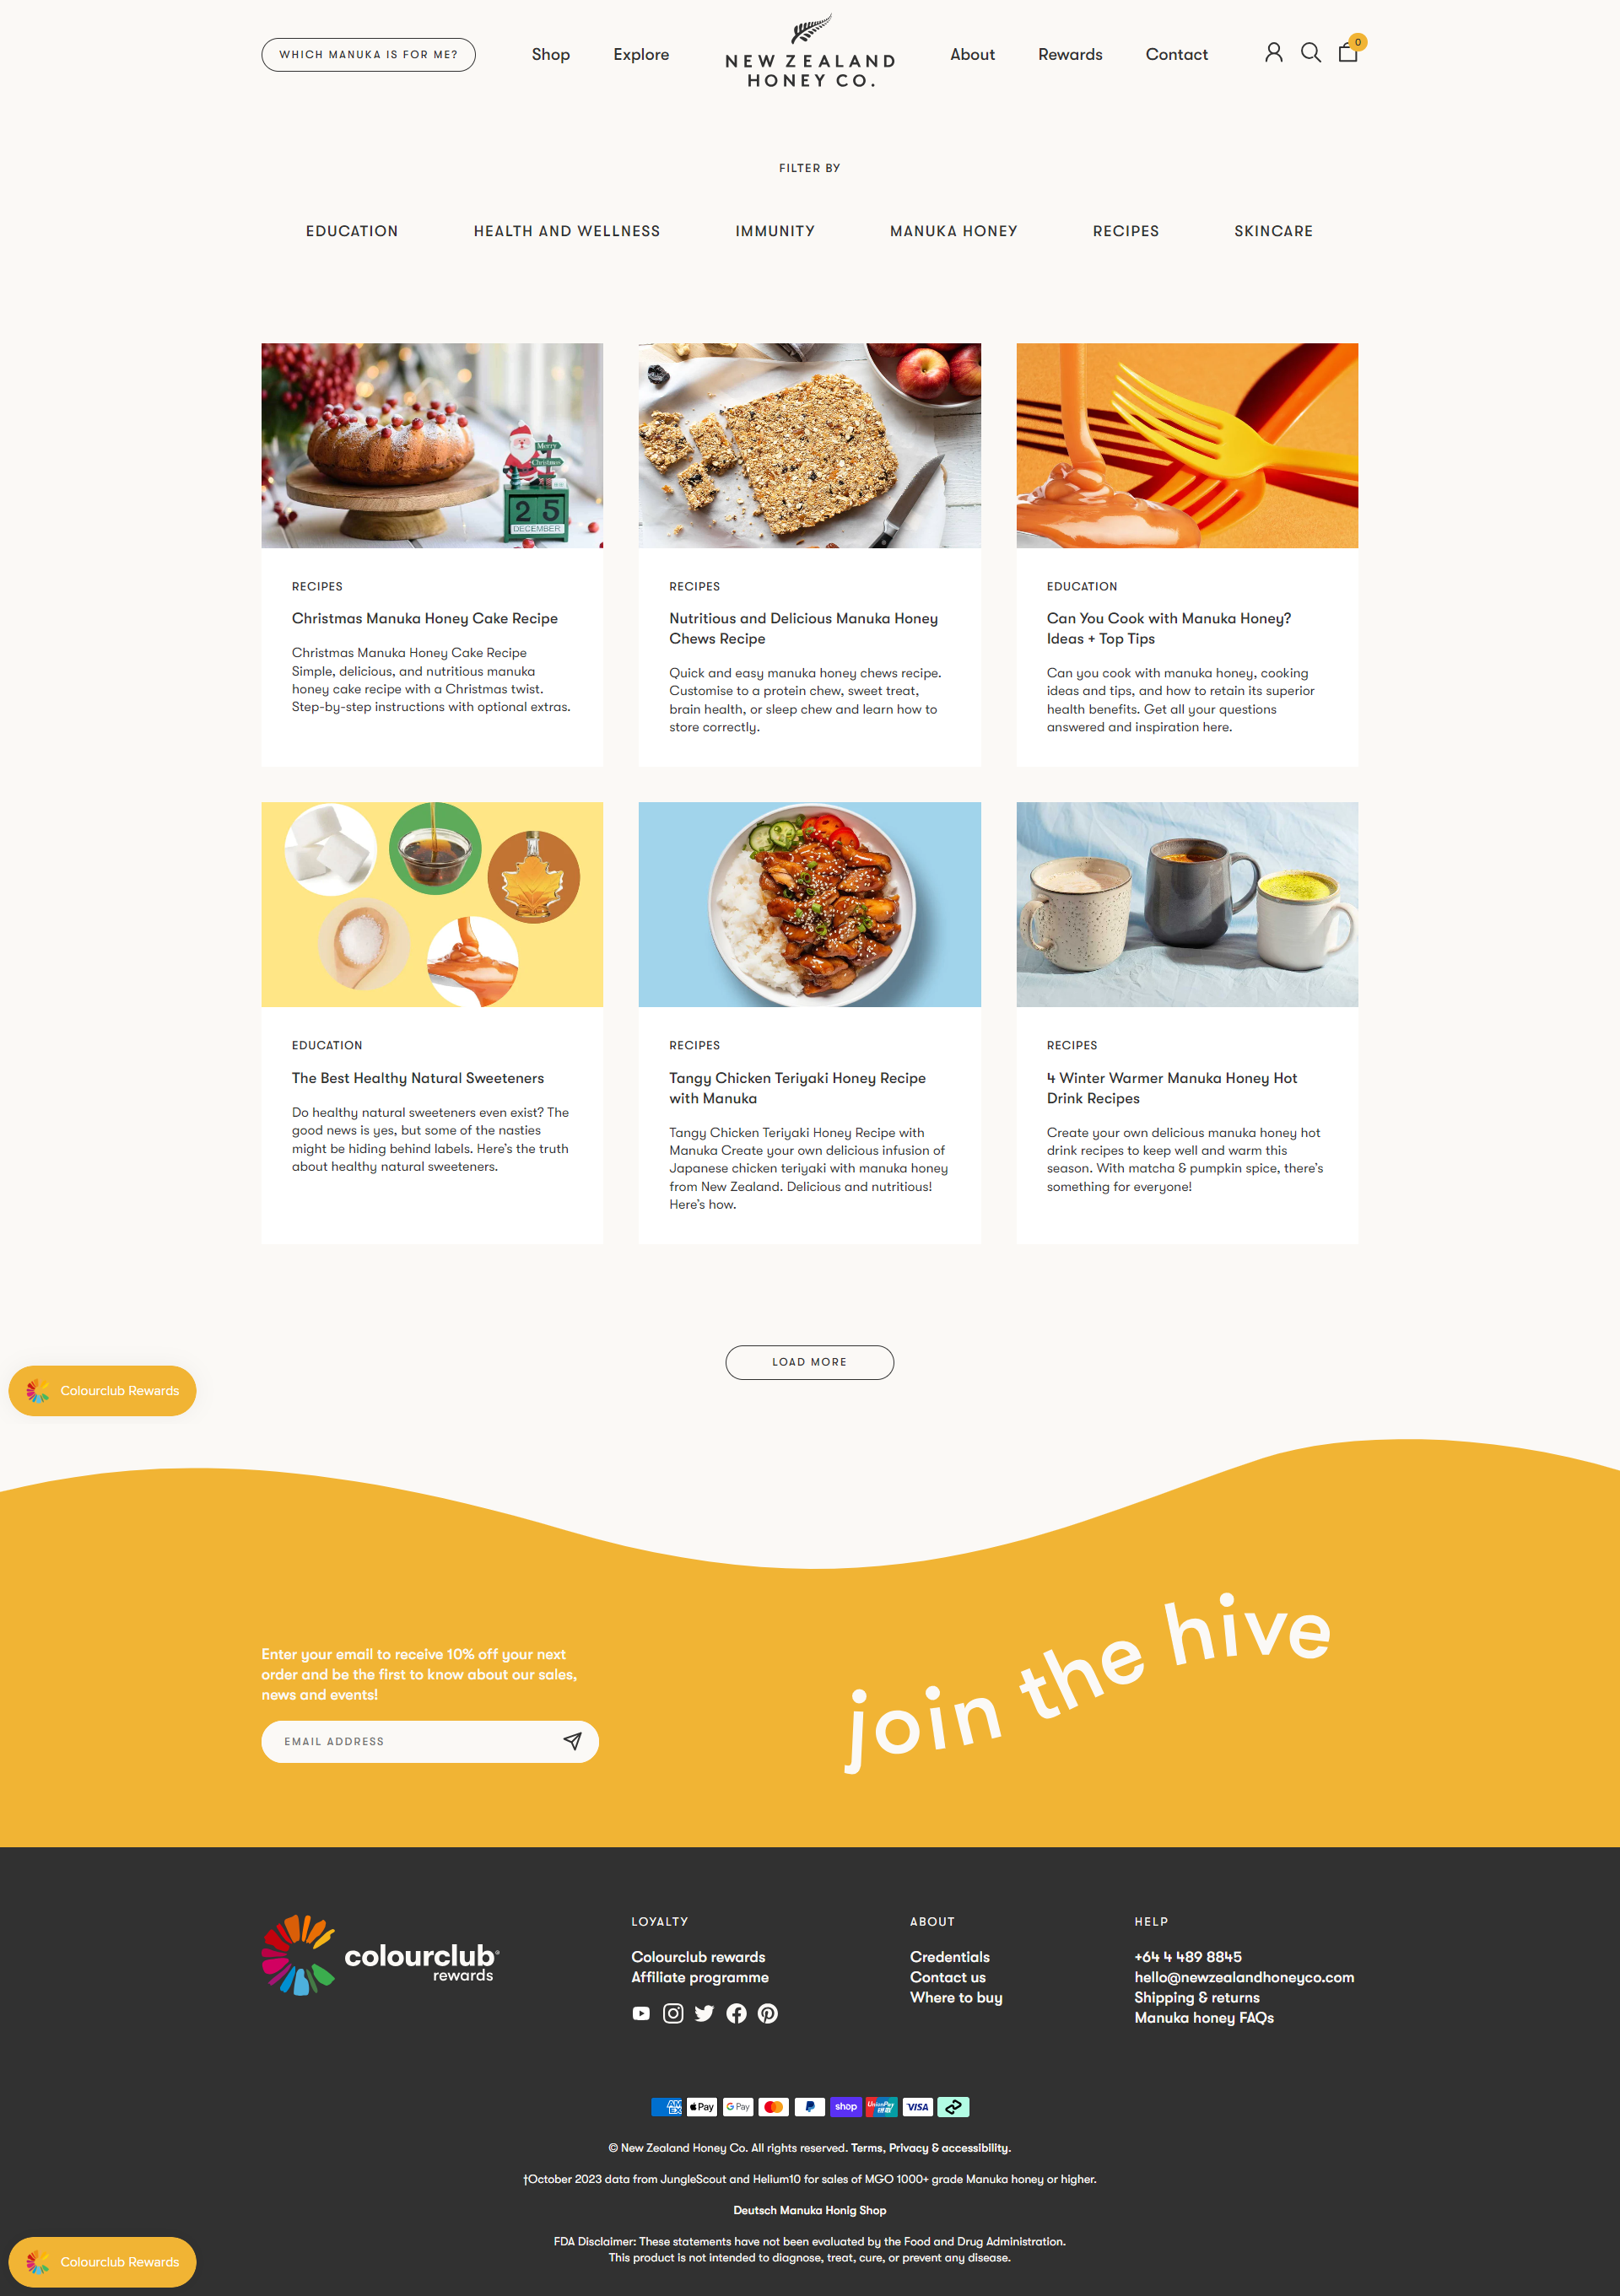 WHICH MANUKA IS FOR ME?
Shop
Explore
NEW ZEALAND
HONEY CO.
About
Rewards
Contact
0
FILTER BY
EDUCATION
HEALTH AND WELLNESS
IMMUNITY
MANUKA HONEY
RECIPES
SKINCARE
Merry
Christmas
25
DECEMBER
RECIPES
Christmas Manuka Honey Cake Recipe
Christmas Manuka Honey Cake Recipe
Simple, delicious, and nutritious manuka
honey cake recipe with a Christmas twist.
Step-by-step instructions with optional extras.
RECIPES
Nutritious and Delicious Manuka Honey
Chews Recipe
Quick and easy manuka honey chews recipe.
Customise to a protein chew, sweet treat,
brain health, or sleep chew and learn how to
store correctly.
EDUCATION
Can You Cook with Manuka Honey?
Ideas + Top Tips
Can you cook with manuka honey, cooking
ideas and tips, and how to retain its superior
health benefits. Get all your questions
answered and inspiration here.
EDUCATION
The Best Healthy Natural Sweeteners
Do healthy natural sweeteners even exist? The
good news is yes, but some of the nasties
might be hiding behind labels. Here's the truth
about healthy natural sweeteners.
RECIPES
Tangy Chicken Teriyaki Honey Recipe
with Manuka
Tangy Chicken Teriyaki Honey Recipe with
Manuka Create your own delicious infusion of
Japanese chicken teriyaki with manuka honey
from New Zealand. Delicious and nutritious!
Here's how.
RECIPES
4 Winter Warmer Manuka Honey Hot
Drink Recipes
Create your own delicious manuka honey hot
drink recipes to keep well and warm this
season. With matcha & pumpkin spice, there's
something for everyone!
LOAD MORE
Colourclub Rewards
Enter your email to receive 10% off your next
order and be the first to know about our sales,
news and events!
EMAIL ADDRESS
join the hive
colourclub®
rewards
LOYALTY
Colourclub rewards
Affiliate programme
ABOUT
Credentials
Contact us
Where to buy
HELP
+64 4 489 8845
hello@newzealandhoneyco.com
Shipping & returns
Manuka honey FAQs
AMEX
Pay
G Pay
shop
UnionPay
银联
VISA
© New Zealand Honey Co. All rights reserved. Terms, Privacy & accessibility.
†October 2023 data from JungleScout and Helium10 for sales of MGO 1000+ grade Manuka honey or higher.
Deutsch Manuka Honig Shop
FDA Disclaimer: These statements have not been evaluated by the Food and Drug Administration.
This product is not intended to diagnose, treat, cure, or prevent any disease.
Colourclub Rewards